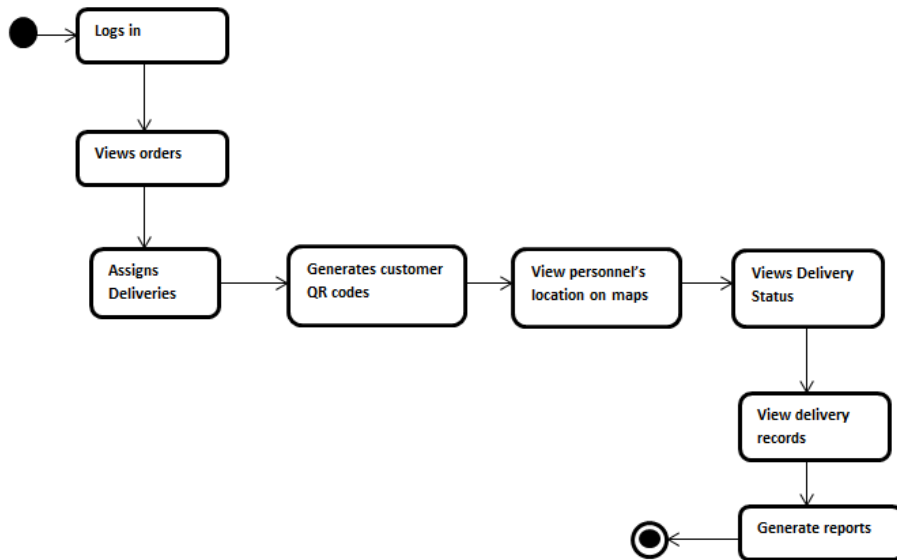 Logs in
Views orders
Assigns
Deliveries
Generates customer
QR codes
View personnel's
location on maps
Views Delivery
Status
View delivery
records
Generate reports